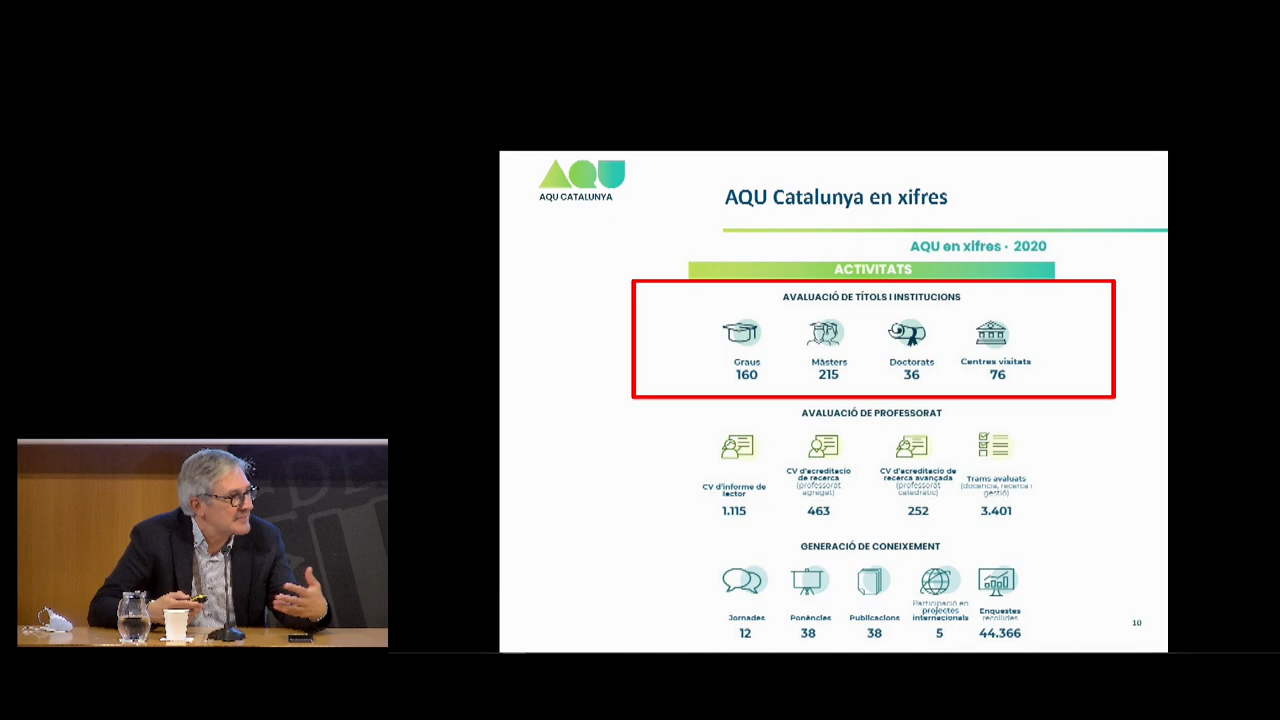 AQU
AQU CATALUNYA
AQU Catalunya en xifres
AQU en xifres · 2020
ACTIVITATS
AVALUACIÓ DE TÍTOLS I INSTITUCIONS
Graus
160
Màsters
215
Doctorats
36
Centres visitats
76
AVALUACIÓ DE PROFESSORAT
CV d'informe de
lector
1.115
CV d'acreditació
de recerca
(professorat
agregat)
463
CV d'acreditació de
recerca avançada
(professorat
catedràtic)
252
Trams avaluats
(docència, recerca i
gestió)
3.401
GENERACIÓ DE CONEIXEMENT
Jornades
12
Ponències
38
Publicacions
38
Participació en
projectes
internacionals
5
Enquestes
recollides
44.366
10